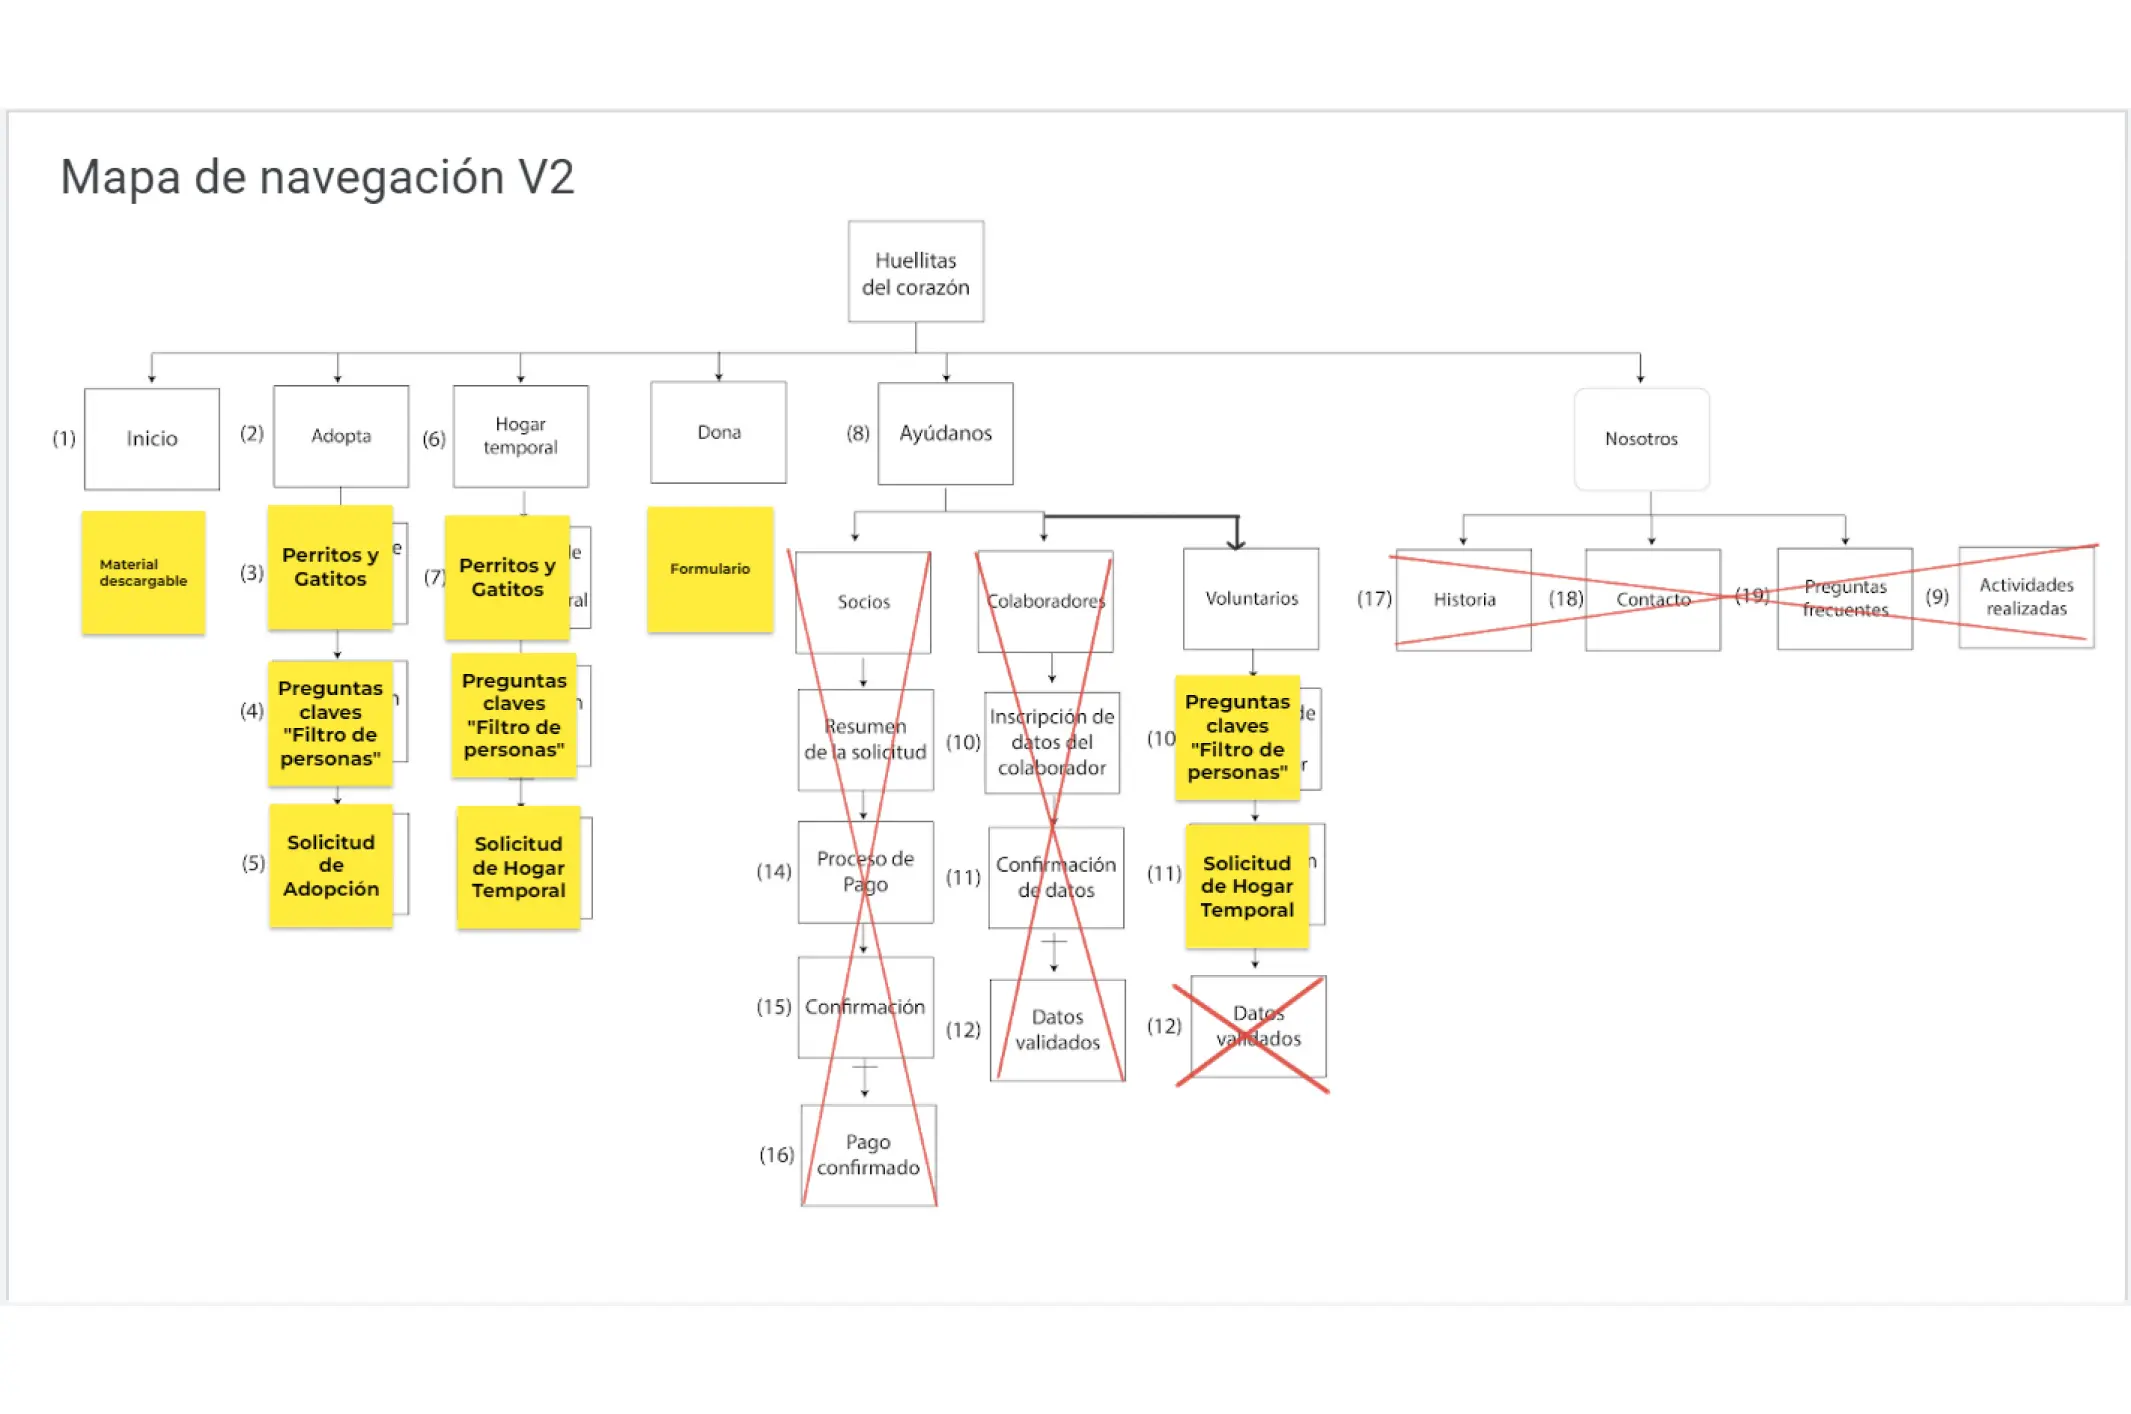 Mapa de navegación V2
Huellitas
del corazón
(1)
Inicio
(2)
Adopta
(6)
Hogar
temporal
Dona
(8)
Ayúdanos
Nosotros
Material
descargable
(3)
Perritos y
Gatitos
e
(7)
Perritos y
Gatitos
le
ral
Formulario
Socios
Colaboradores
Voluntarios
(17)
Historia
(18)
Contacto
(19)
Preguntas
frecuentes
(9)
Actividades
realizadas
(4)
Preguntas
claves
"Filtro de
personas"
n
Preguntas
claves
"Filtro de
personas"
n
Resumen
de la solicitud
(10)
Inscripción de
datos del
colaborador
(10
Preguntas
claves
"Filtro de
personas"
de
r
(5)
Solicitud
de
Adopción
Solicitud
de Hogar
Temporal
(14)
Proceso de
Pago
(11)
Confirmación
de datos
(11)
Solicitud
de Hogar
Temporal
n
(15)
Confirmación
(12)
Datos
validados
(12)
Datos
validados
(16)
Pago
confirmado